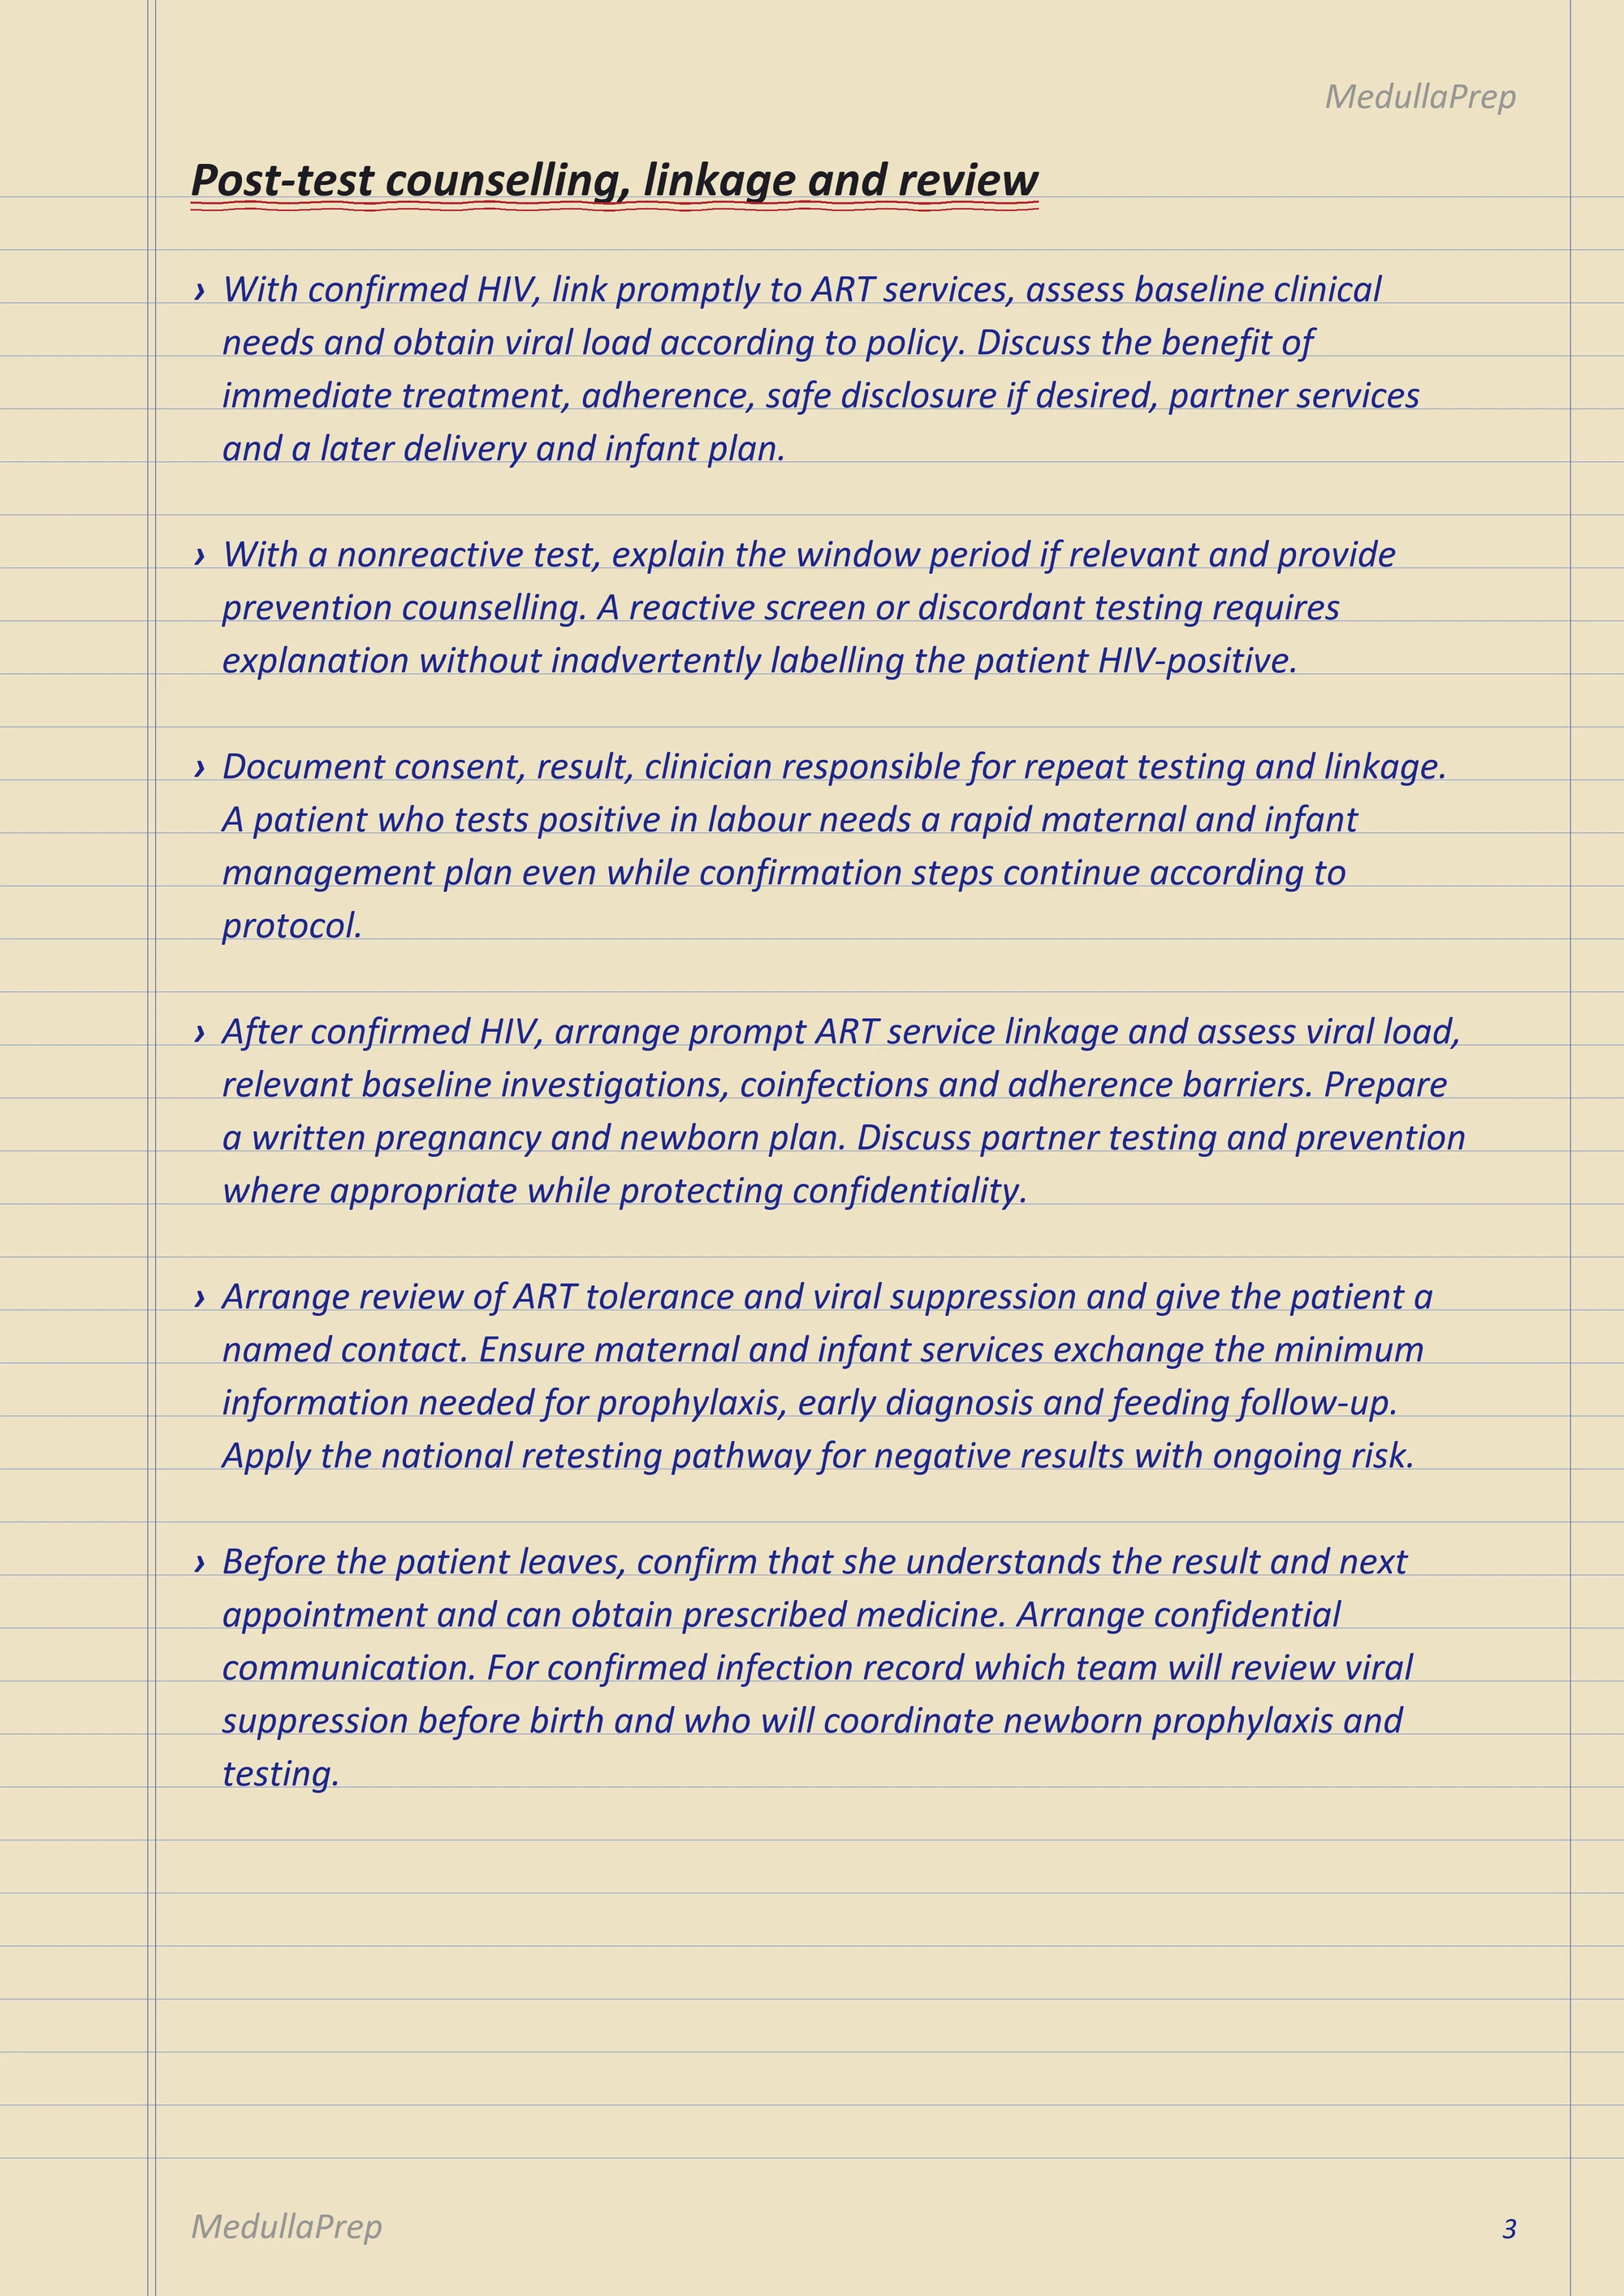 MedullaPrep
Post-test counselling, linkage and review
› With confirmed HIV, link promptly to ART services, assess baseline clinical
needs and obtain viral load according to policy. Discuss the benefit of
immediate treatment, adherence, safe disclosure if desired, partner services
and a later delivery and infant plan.
› With a nonreactive test, explain the window period if relevant and provide
prevention counselling. A reactive screen or discordant testing requires
explanation without inadvertently labelling the patient HIV-positive.
› Document consent, result, clinician responsible for repeat testing and linkage.
A patient who tests positive in labour needs a rapid maternal and infant
management plan even while confirmation steps continue according to
protocol.
› After confirmed HIV, arrange prompt ART service linkage and assess viral load,
relevant baseline investigations, coinfections and adherence barriers. Prepare
a written pregnancy and newborn plan. Discuss partner testing and prevention
where appropriate while protecting confidentiality.
› Arrange review of ART tolerance and viral suppression and give the patient a
named contact. Ensure maternal and infant services exchange the minimum
information needed for prophylaxis, early diagnosis and feeding follow-up.
Apply the national retesting pathway for negative results with ongoing risk.
› Before the patient leaves, confirm that she understands the result and next
appointment and can obtain prescribed medicine. Arrange confidential
communication. For confirmed infection record which team will review viral
suppression before birth and who will coordinate newborn prophylaxis and
testing.
MedullaPrep
3